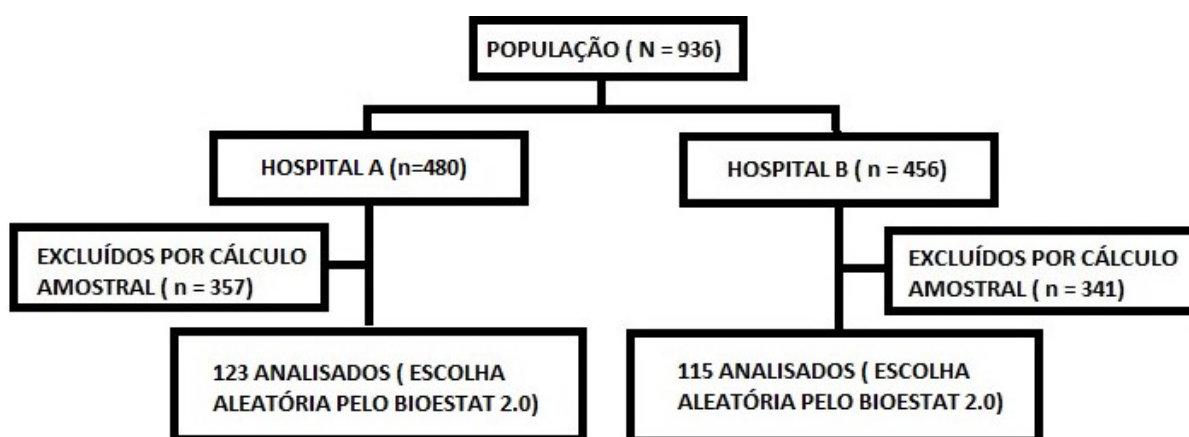 POPULAÇÃO ( N = 936)
HOSPITAL A (n=480)
HOSPITAL B ( n = 456)
EXCLUÍDOS POR CÁLCULO
AMOSTRAL ( n = 357)
EXCLUÍDOS POR CÁLCULO
AMOSTRAL ( n = 341)
123 ANALISADOS ( ESCOLHA
ALEATÓRIA PELO BIOESTAT 2.0)
115 ANALISADOS ( ESCOLHA
ALEATÓRIA PELO BIOESTAT 2.0)